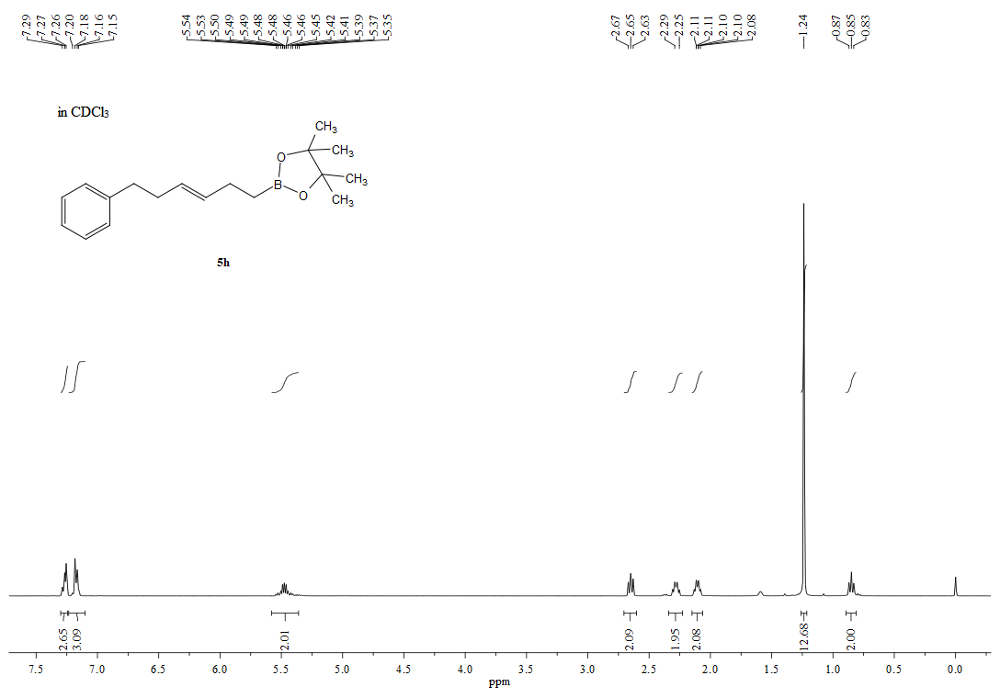 7.29 7.27 7.26 7.20 7.18 7.16 7.15 5.54 5.53 5.50 5.49 5.49 5.48 5.48 5.46 5.46 5.45 5.42 5.41 5.39 5.37 5.35 2.67 2.65 2.63 2.29 2.25 2.11 2.11 2.10 2.10 2.08 1.24 0.87 0.85 0.83
in CDCl3
CH3
O CH3
B CH3
O CH3
5h
2.65 3.09 2.01 2.09 1.95 2.08 12.68 2.00
7.5 7.0 6.5 6.0 5.5 5.0 4.5 4.0 3.5 3.0 2.5 2.0 1.5 1.0 0.5 0.0
ppm